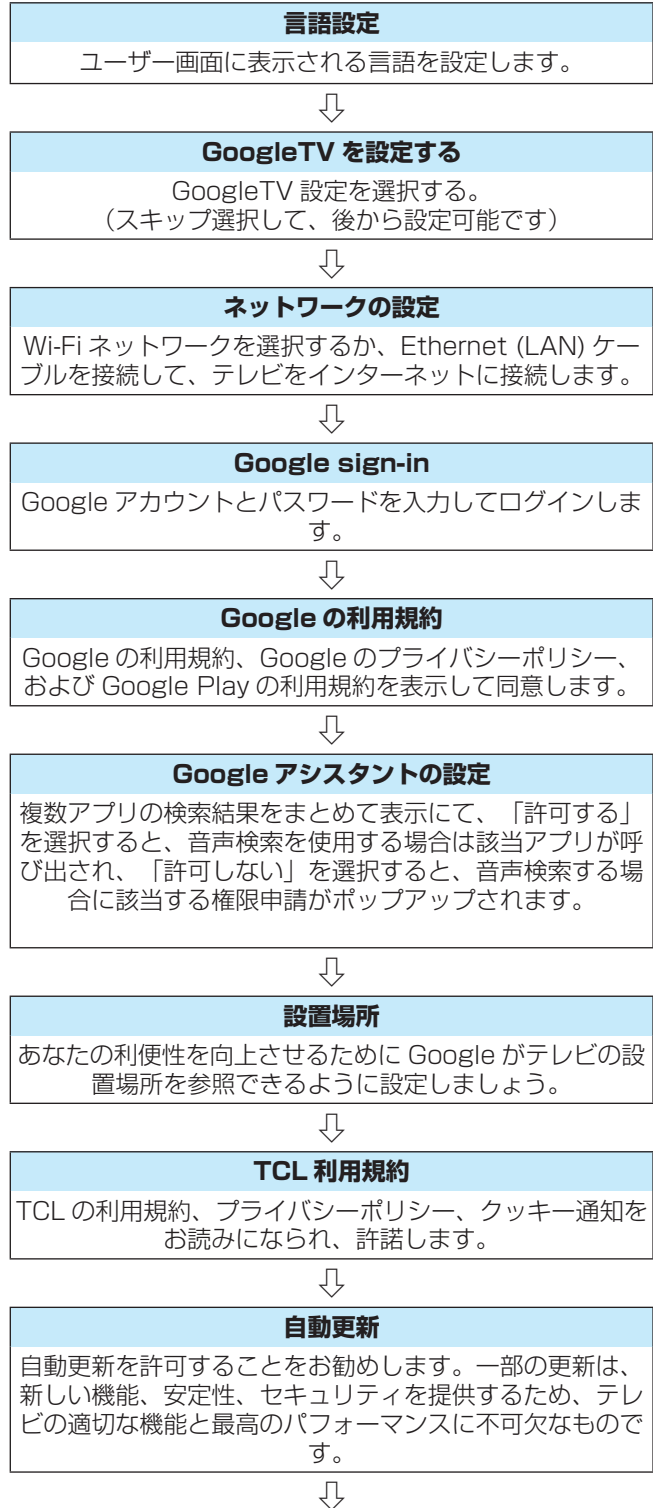 言語設定
ユーザー画面に表示される言語を設定します。
⇩
GoogleTV を設定する
GoogleTV 設定を選択する。
（スキップ選択して、後から設定可能です）
⇩
ネットワークの設定
Wi-Fi ネットワークを選択するか、Ethernet (LAN) ケー
ブルを接続して、テレビをインターネットに接続します。
⇩
Google sign-in
Google アカウントとパスワードを入力してログインしま
す。
⇩
Google の利用規約
Google の利用規約、Google のプライバシーポリシー、
および Google Play の利用規約を表示して同意します。
⇩
Google アシスタントの設定
複数アプリの検索結果をまとめて表示にて、「許可する」
を選択すると、音声検索を使用する場合は該当アプリが呼
び出され、「許可しない」を選択すると、音声検索する場
合に該当する権限申請がポップアップされます。
⇩
設置場所
あなたの利便性を向上させるために Google がテレビの設
置場所を参照できるように設定しましょう。
⇩
TCL 利用規約
TCL の利用規約、プライバシーポリシー、クッキー通知を
お読みになられ、許諾します。
⇩
自動更新
自動更新を許可することをお勧めします。一部の更新は、
新しい機能、安定性、セキュリティを提供するため、テレ
ビの適切な機能と最高のパフォーマンスに不可欠なもので
す。
⇩